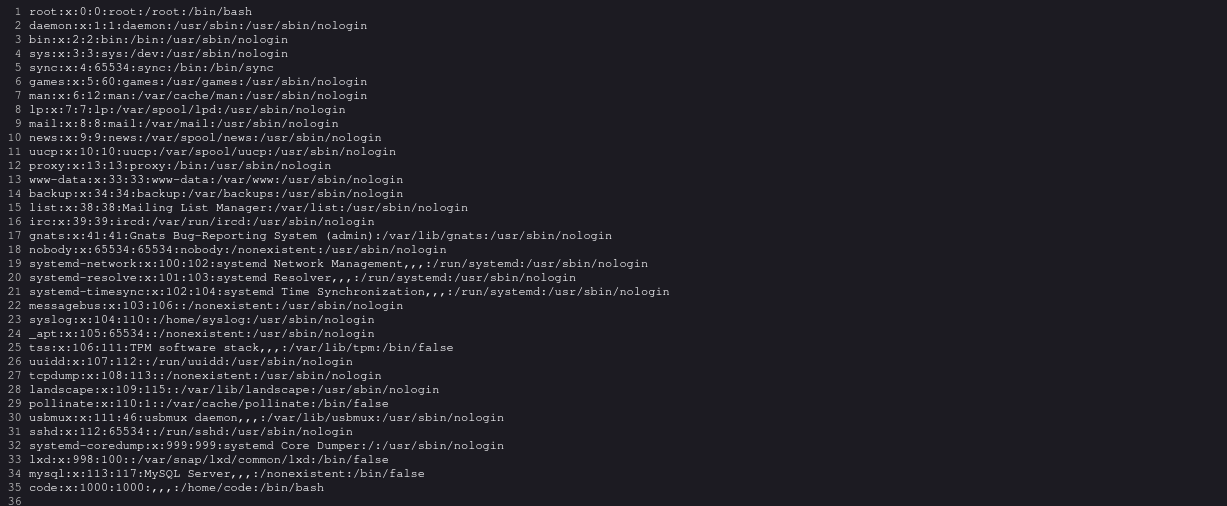 1 root:x:0:0:root:/root:/bin/bash
2 daemon:x:1:1:daemon:/usr/sbin:/usr/sbin/nologin
3 bin:x:2:2:bin:/bin:/usr/sbin/nologin
4 sys:x:3:3:sys:/dev:/usr/sbin/nologin
5 sync:x:4:65534:sync:/bin:/bin/sync
6 games:x:5:60:games:/usr/games:/usr/sbin/nologin
7 man:x:6:12:man:/var/cache/man:/usr/sbin/nologin
8 lp:x:7:7:lp:/var/spool/lpd:/usr/sbin/nologin
9 mail:x:8:8:mail:/var/mail:/usr/sbin/nologin
10 news:x:9:9:news:/var/spool/news:/usr/sbin/nologin
11 uucp:x:10:10:uucp:/var/spool/uucp:/usr/sbin/nologin
12 proxy:x:13:13:proxy:/bin:/usr/sbin/nologin
13 www-data:x:33:33:www-data:/var/www:/usr/sbin/nologin
14 backup:x:34:34:backup:/var/backups:/usr/sbin/nologin
15 list:x:38:38:Mailing List Manager:/var/list:/usr/sbin/nologin
16 irc:x:39:39:ircd:/var/run/ircd:/usr/sbin/nologin
17 gnats:x:41:41:Gnats Bug-Reporting System (admin):/var/lib/gnats:/usr/sbin/nologin
18 nobody:x:65534:65534:nobody:/nonexistent:/usr/sbin/nologin
19 systemd-network:x:100:102:systemd Network Management,,,:/run/systemd:/usr/sbin/nologin
20 systemd-resolve:x:101:103:systemd Resolver,,,:/run/systemd:/usr/sbin/nologin
21 systemd-timesync:x:102:104:systemd Time Synchronization,,,:/run/systemd:/usr/sbin/nologin
22 messagebus:x:103:106::/nonexistent:/usr/sbin/nologin
23 syslog:x:104:110::/home/syslog:/usr/sbin/nologin
24 _apt:x:105:65534::/nonexistent:/usr/sbin/nologin
25 tss:x:106:111:TPM software stack,,,:/var/lib/tpm:/bin/false
26 uuidd:x:107:112::/run/uuidd:/usr/sbin/nologin
27 tcpdump:x:108:113::/nonexistent:/usr/sbin/nologin
28 landscape:x:109:115::/var/lib/landscape:/usr/sbin/nologin
29 pollinate:x:110:1::/var/cache/pollinate:/bin/false
30 usbmux:x:111:46:usbmux daemon,,,:/var/lib/usbmux:/usr/sbin/nologin
31 sshd:x:112:65534::/run/sshd:/usr/sbin/nologin
32 systemd-coredump:x:999:999:systemd Core Dumper:/:/usr/sbin/nologin
33 lxd:x:998:100::/var/snap/lxd/common/lxd:/bin/false
34 mysql:x:113:117:MySQL Server,,,:/nonexistent:/bin/false
35 code:x:1000:1000:,,,:/home/code:/bin/bash
36